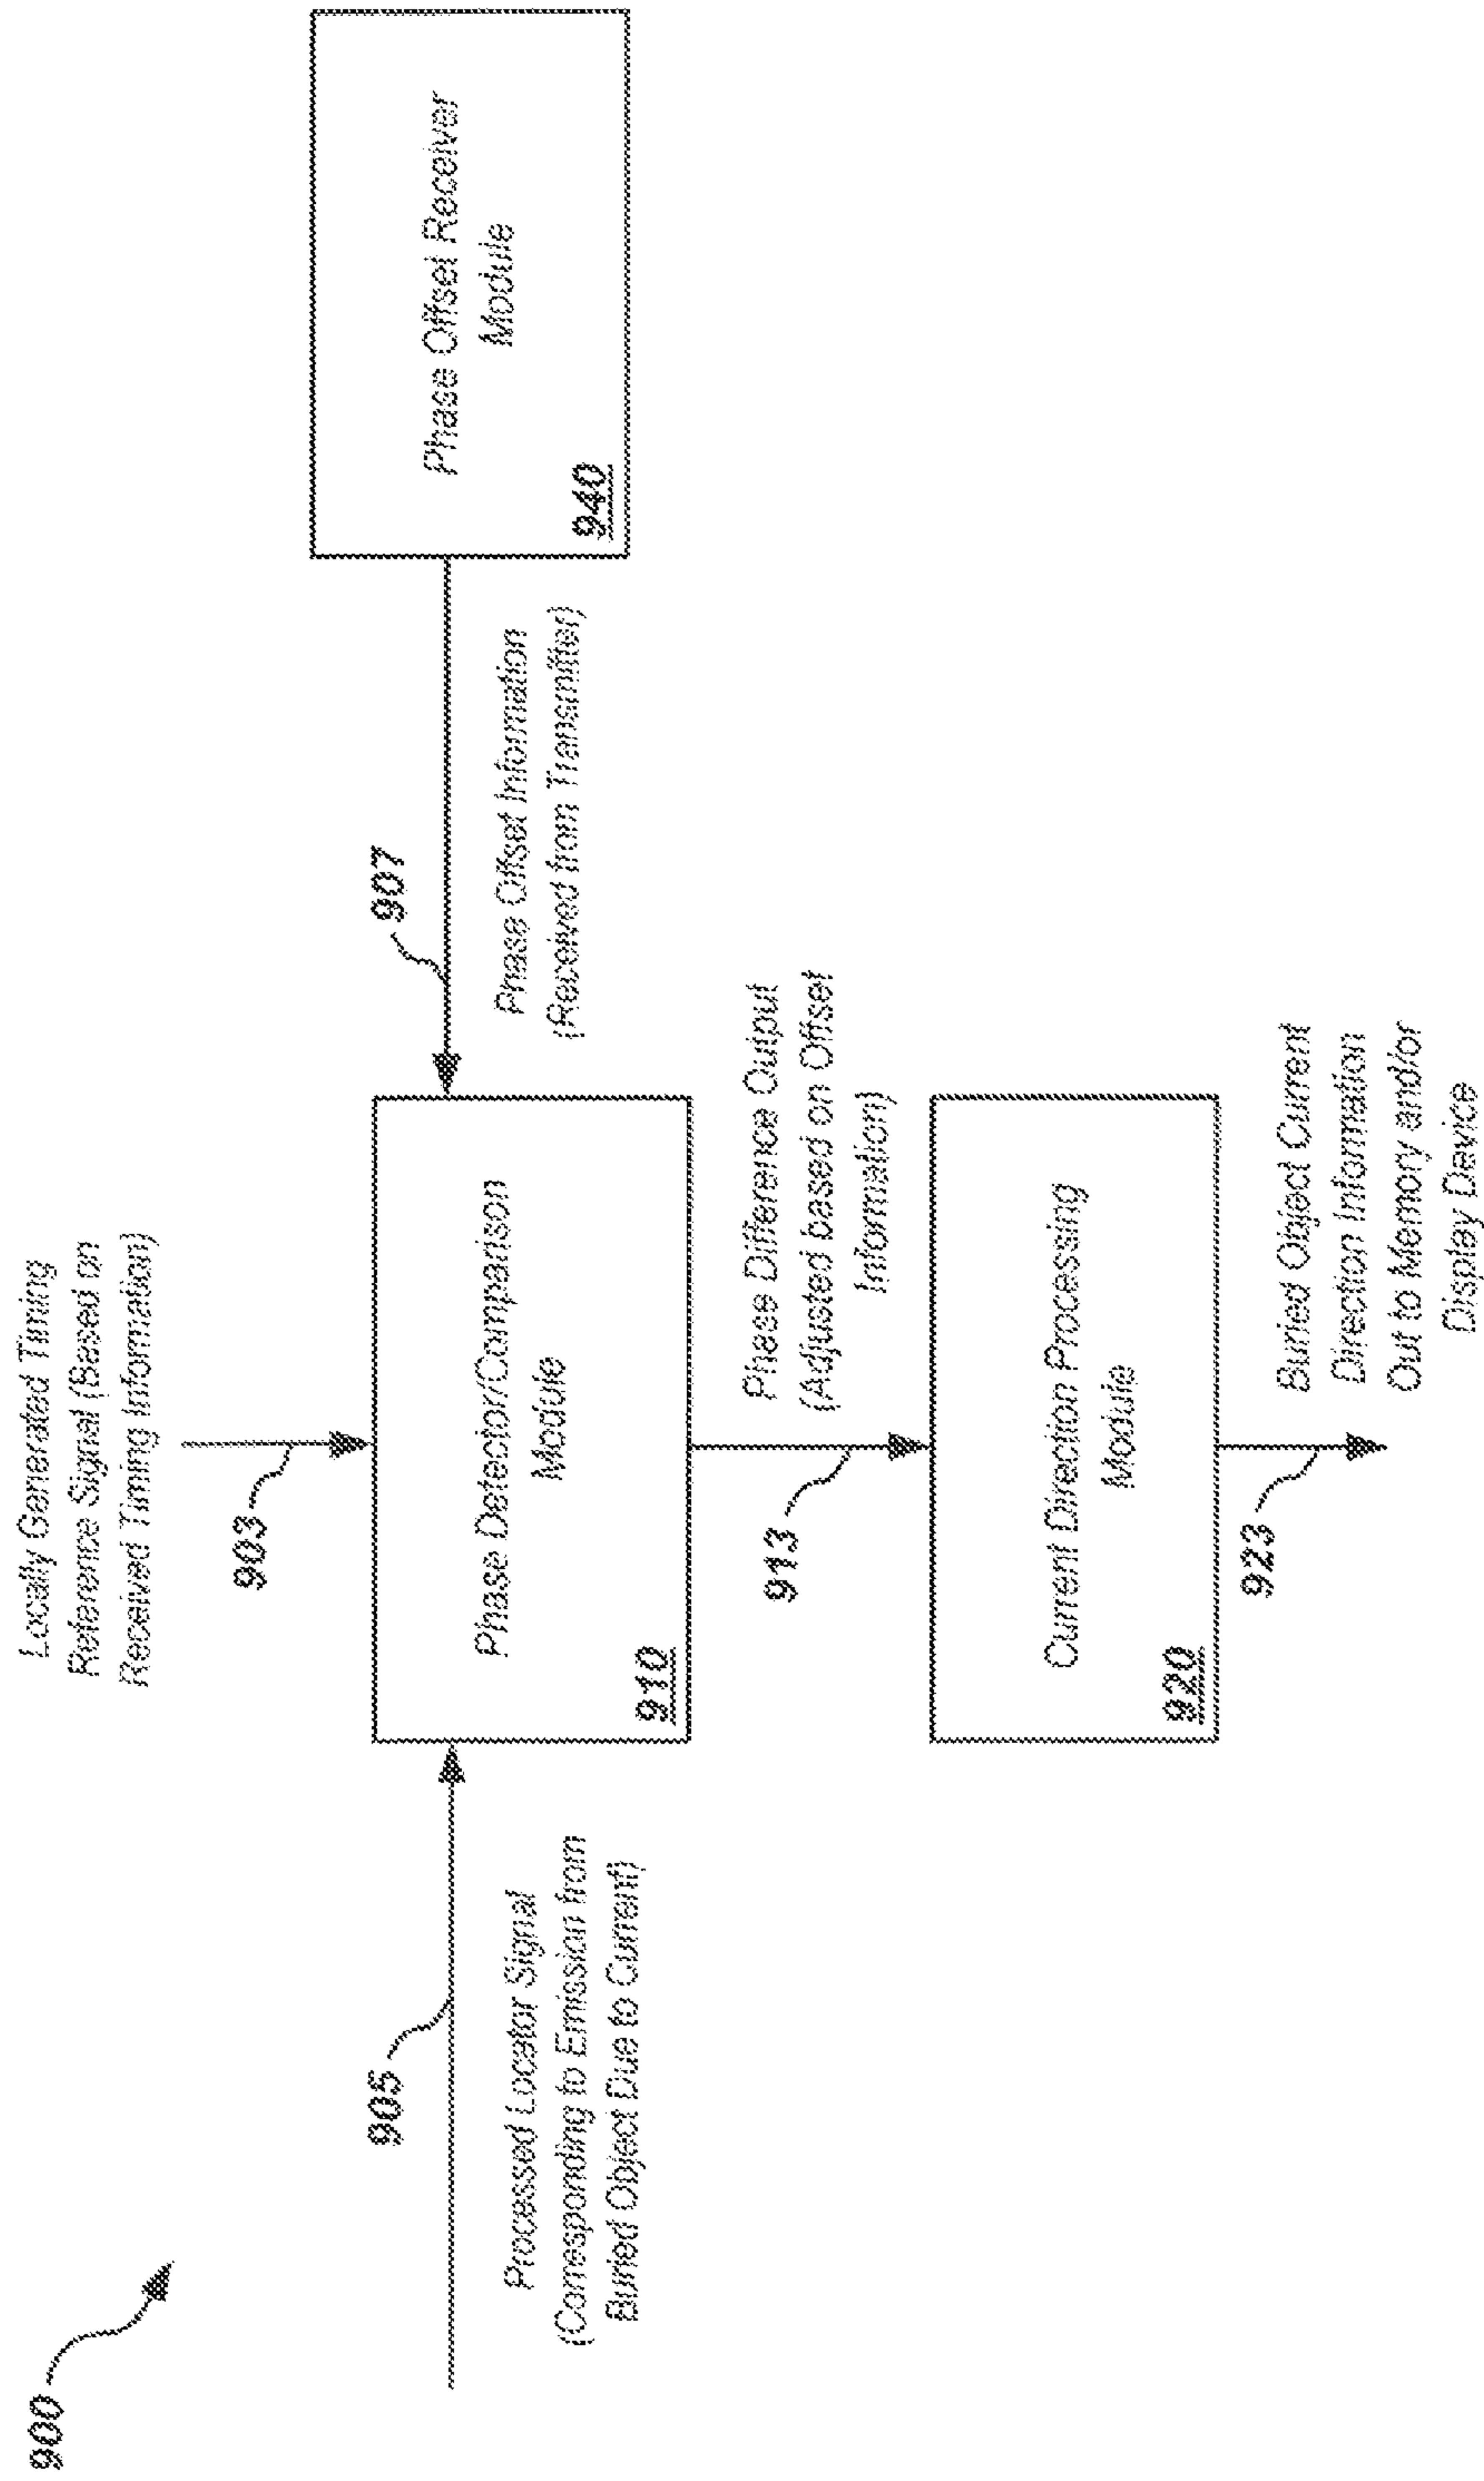 900
Locally Generated Timing
Reference Signal (Based on
Received Timing Information)
903
905
Processed Locator Signal
(Corresponding to Emission from
Buried Object Due to Current)
Phase Detector/Comparison
Module
910
907
Phase Offset Information
(Received from Transmitter)
Phase Offset Receiver
Module
940
913
Phase Difference Output
(Adjusted based on Offset
Information)
Current Direction Processing
Module
920
923
Buried Object Current
Direction Information
Out to Memory and/or
Display Device